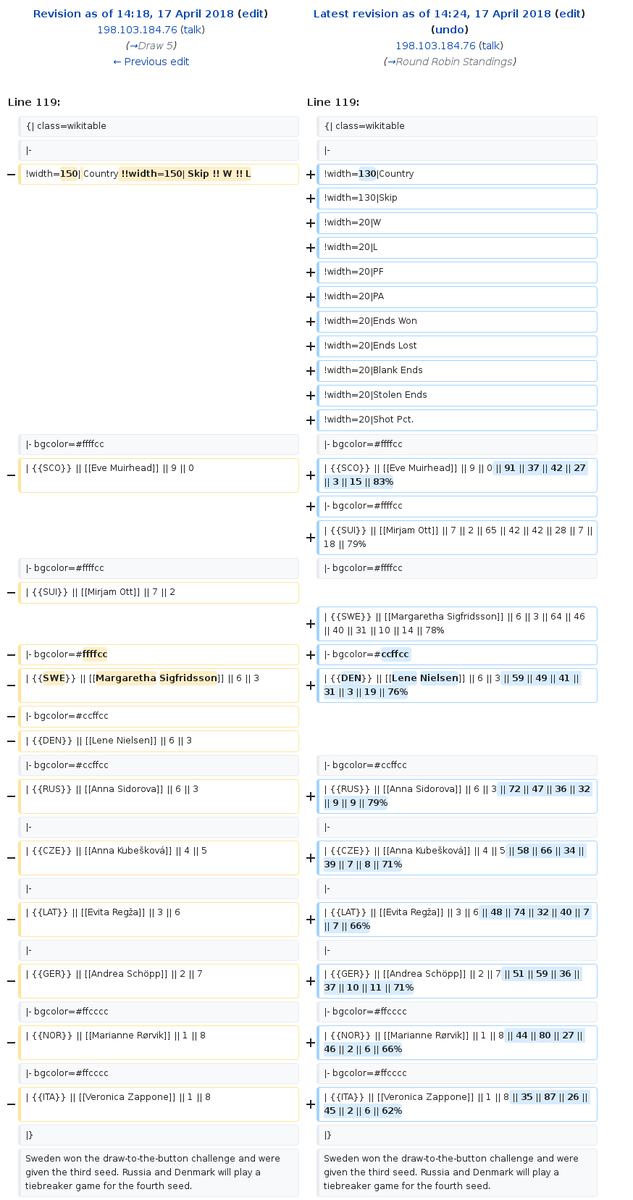 Revision as of 14:18, 17 April 2018 (edit)
198.103.184.76 (talk)
(→Draw 5)
← Previous edit
Latest revision as of 14:24, 17 April 2018 (edit)
(undo)
198.103.184.76 (talk)
(→Round Robin Standings)
Line 119:
Line 119:
{| class=wikitable
{| class=wikitable
|-
|-
− !width=150| Country !!width=150| Skip !! W !! L
+ !width=130|Country
+ !width=130|Skip
+ !width=20|W
+ !width=20|L
+ !width=20|PF
+ !width=20|PA
+ !width=20|Ends Won
+ !width=20|Ends Lost
+ !width=20|Blank Ends
+ !width=20|Stolen Ends
+ !width=20|Shot Pct.
|- bgcolor=#ffffcc
|- bgcolor=#ffffcc
− | {{SCO}} || [[Eve Muirhead]] || 9 || 0
+ | {{SCO}} || [[Eve Muirhead]] || 9 || 0 || 91 || 37 || 42 || 27
|| 3 || 15 || 83%
+ |- bgcolor=#ffffcc
+ | {{SUI}} || [[Mirjam Ott]] || 7 || 2 || 65 || 42 || 42 || 28 || 7 ||
18 || 79%
|- bgcolor=#ffffcc
|- bgcolor=#ffffcc
− | {{SUI}} || [[Mirjam Ott]] || 7 || 2
+ | {{SWE}} || [[Margaretha Sigfridsson]] || 6 || 3 || 64 || 46
|| 40 || 31 || 10 || 14 || 78%
− |- bgcolor=#ffffcc
+ |- bgcolor=#ccffcc
− | {{SWE}} || [[Margaretha Sigfridsson]] || 6 || 3
+ | {{DEN}} || [[Lene Nielsen]] || 6 || 3 || 59 || 49 || 41 ||
31 || 3 || 19 || 76%
− |- bgcolor=#ccffcc
− | {{DEN}} || [[Lene Nielsen]] || 6 || 3
|- bgcolor=#ccffcc
|- bgcolor=#ccffcc
− | {{RUS}} || [[Anna Sidorova]] || 6 || 3
+ | {{RUS}} || [[Anna Sidorova]] || 6 || 3 || 72 || 47 || 36 || 32
|| 9 || 9 || 79%
|-
|-
− | {{CZE}} || [[Anna Kubešková]] || 4 || 5
+ | {{CZE}} || [[Anna Kubešková]] || 4 || 5 || 58 || 66 || 34 ||
39 || 7 || 8 || 71%
|-
|-
− | {{LAT}} || [[Evita Regža]] || 3 || 6
+ | {{LAT}} || [[Evita Regža]] || 3 || 6 || 48 || 74 || 32 || 40 || 7
|| 7 || 66%
|-
|-
− | {{GER}} || [[Andrea Schöpp]] || 2 || 7
+ | {{GER}} || [[Andrea Schöpp]] || 2 || 7 || 51 || 59 || 36 ||
37 || 10 || 11 || 71%
|- bgcolor=#ffcccc
|- bgcolor=#ffcccc
− | {{NOR}} || [[Marianne Rørvik]] || 1 || 8
+ | {{NOR}} || [[Marianne Rørvik]] || 1 || 8 || 44 || 80 || 27 ||
46 || 2 || 6 || 66%
|- bgcolor=#ffcccc
|- bgcolor=#ffcccc
− | {{ITA}} || [[Veronica Zappone]] || 1 || 8
+ | {{ITA}} || [[Veronica Zappone]] || 1 || 8 || 35 || 87 || 26 ||
45 || 2 || 6 || 62%
|}
|}
Sweden won the draw-to-the-button challenge and were
given the third seed. Russia and Denmark will play a
tiebreaker game for the fourth seed.
Sweden won the draw-to-the-button challenge and were
given the third seed. Russia and Denmark will play a
tiebreaker game for the fourth seed.